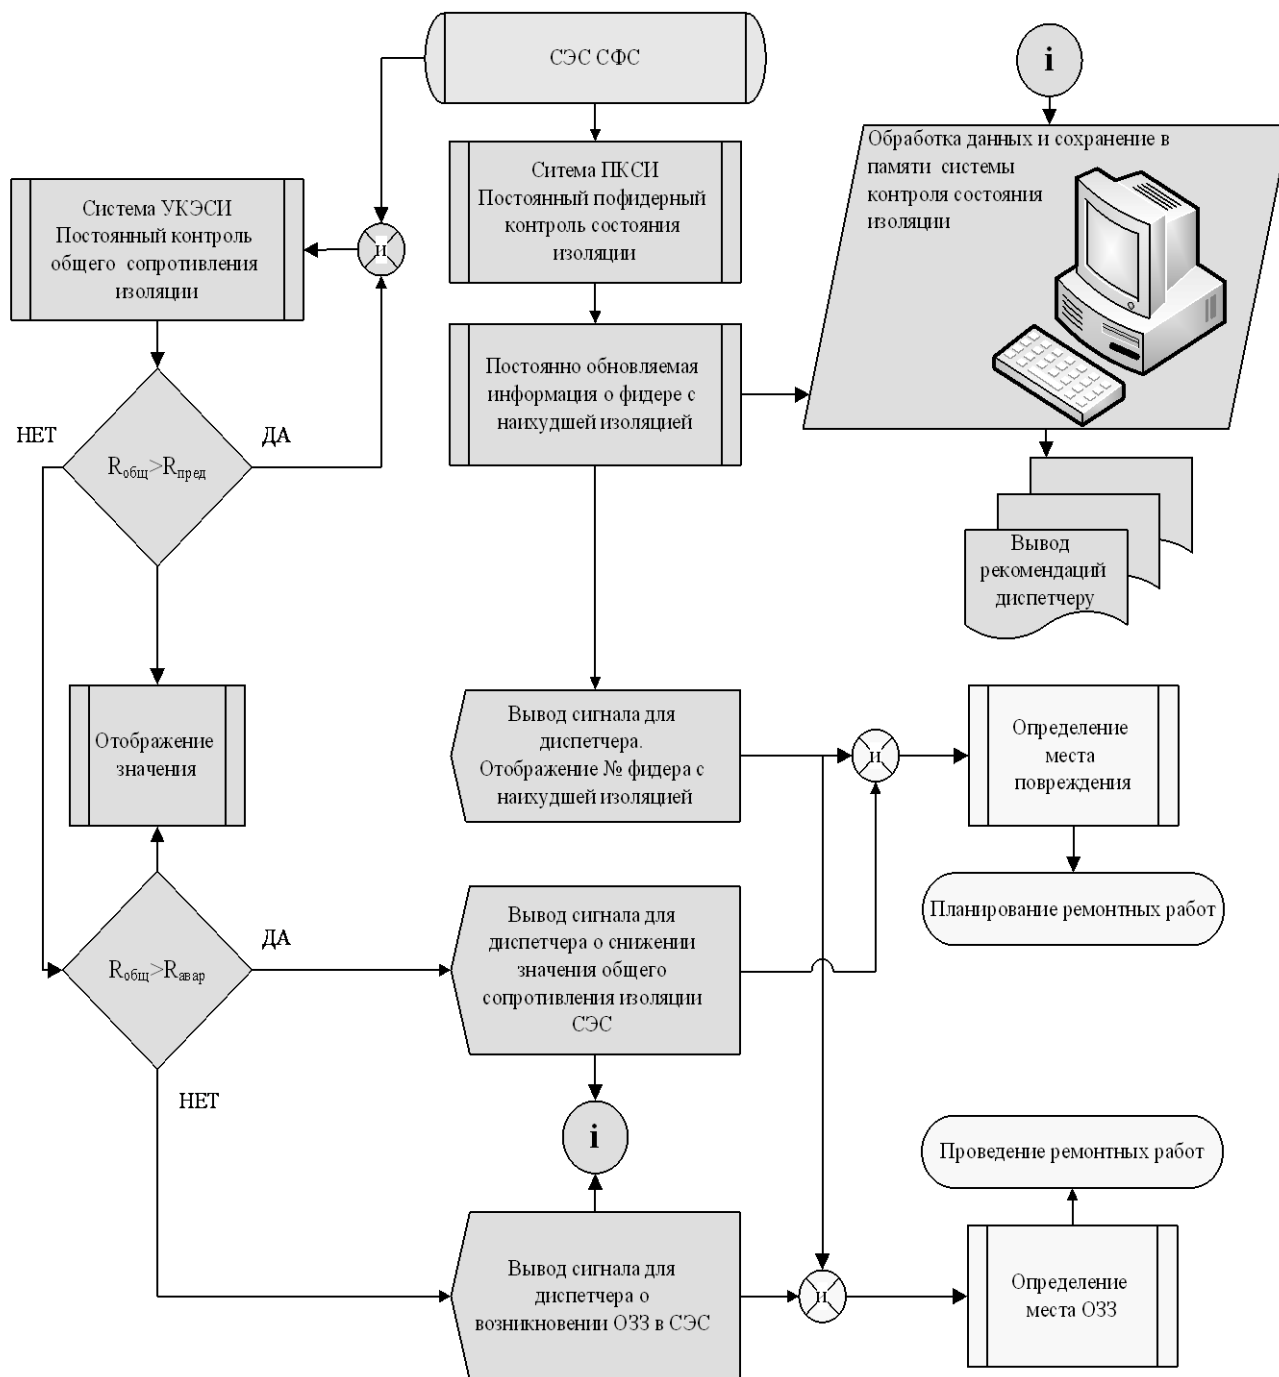 СЭС СФС
i
Обработка данных и сохранение в
памяти системы
контроля состояния
изоляции
Ситема ПКСИ
Постоянный пофидерный
контроль состояния
изоляции
Система УКЭСИ
Постоянный контроль
общего сопротивления
изоляции
И
Постоянно обновляемая
информация о фидере с
наихудшей изоляцией
НЕТ
ДА
Rобщ>Rпред
Вывод
рекомендаций
диспетчеру
Отображение
значения
Вывод сигнала для
диспетчера.
Отображение № фидера с
наихудшей изоляцией
И
Определение
места
повреждения
Планирование ремонтных работ
ДА
Rобщ>Rавар
Вывод сигнала для
диспетчера о снижении
значения общего
сопротивления изоляции
СЭС
НЕТ
i
Проведение ремонтных работ
Вывод сигнала для
диспетчера о
возникновении ОЗЗ в СЭС
И
Определение
места ОЗЗ